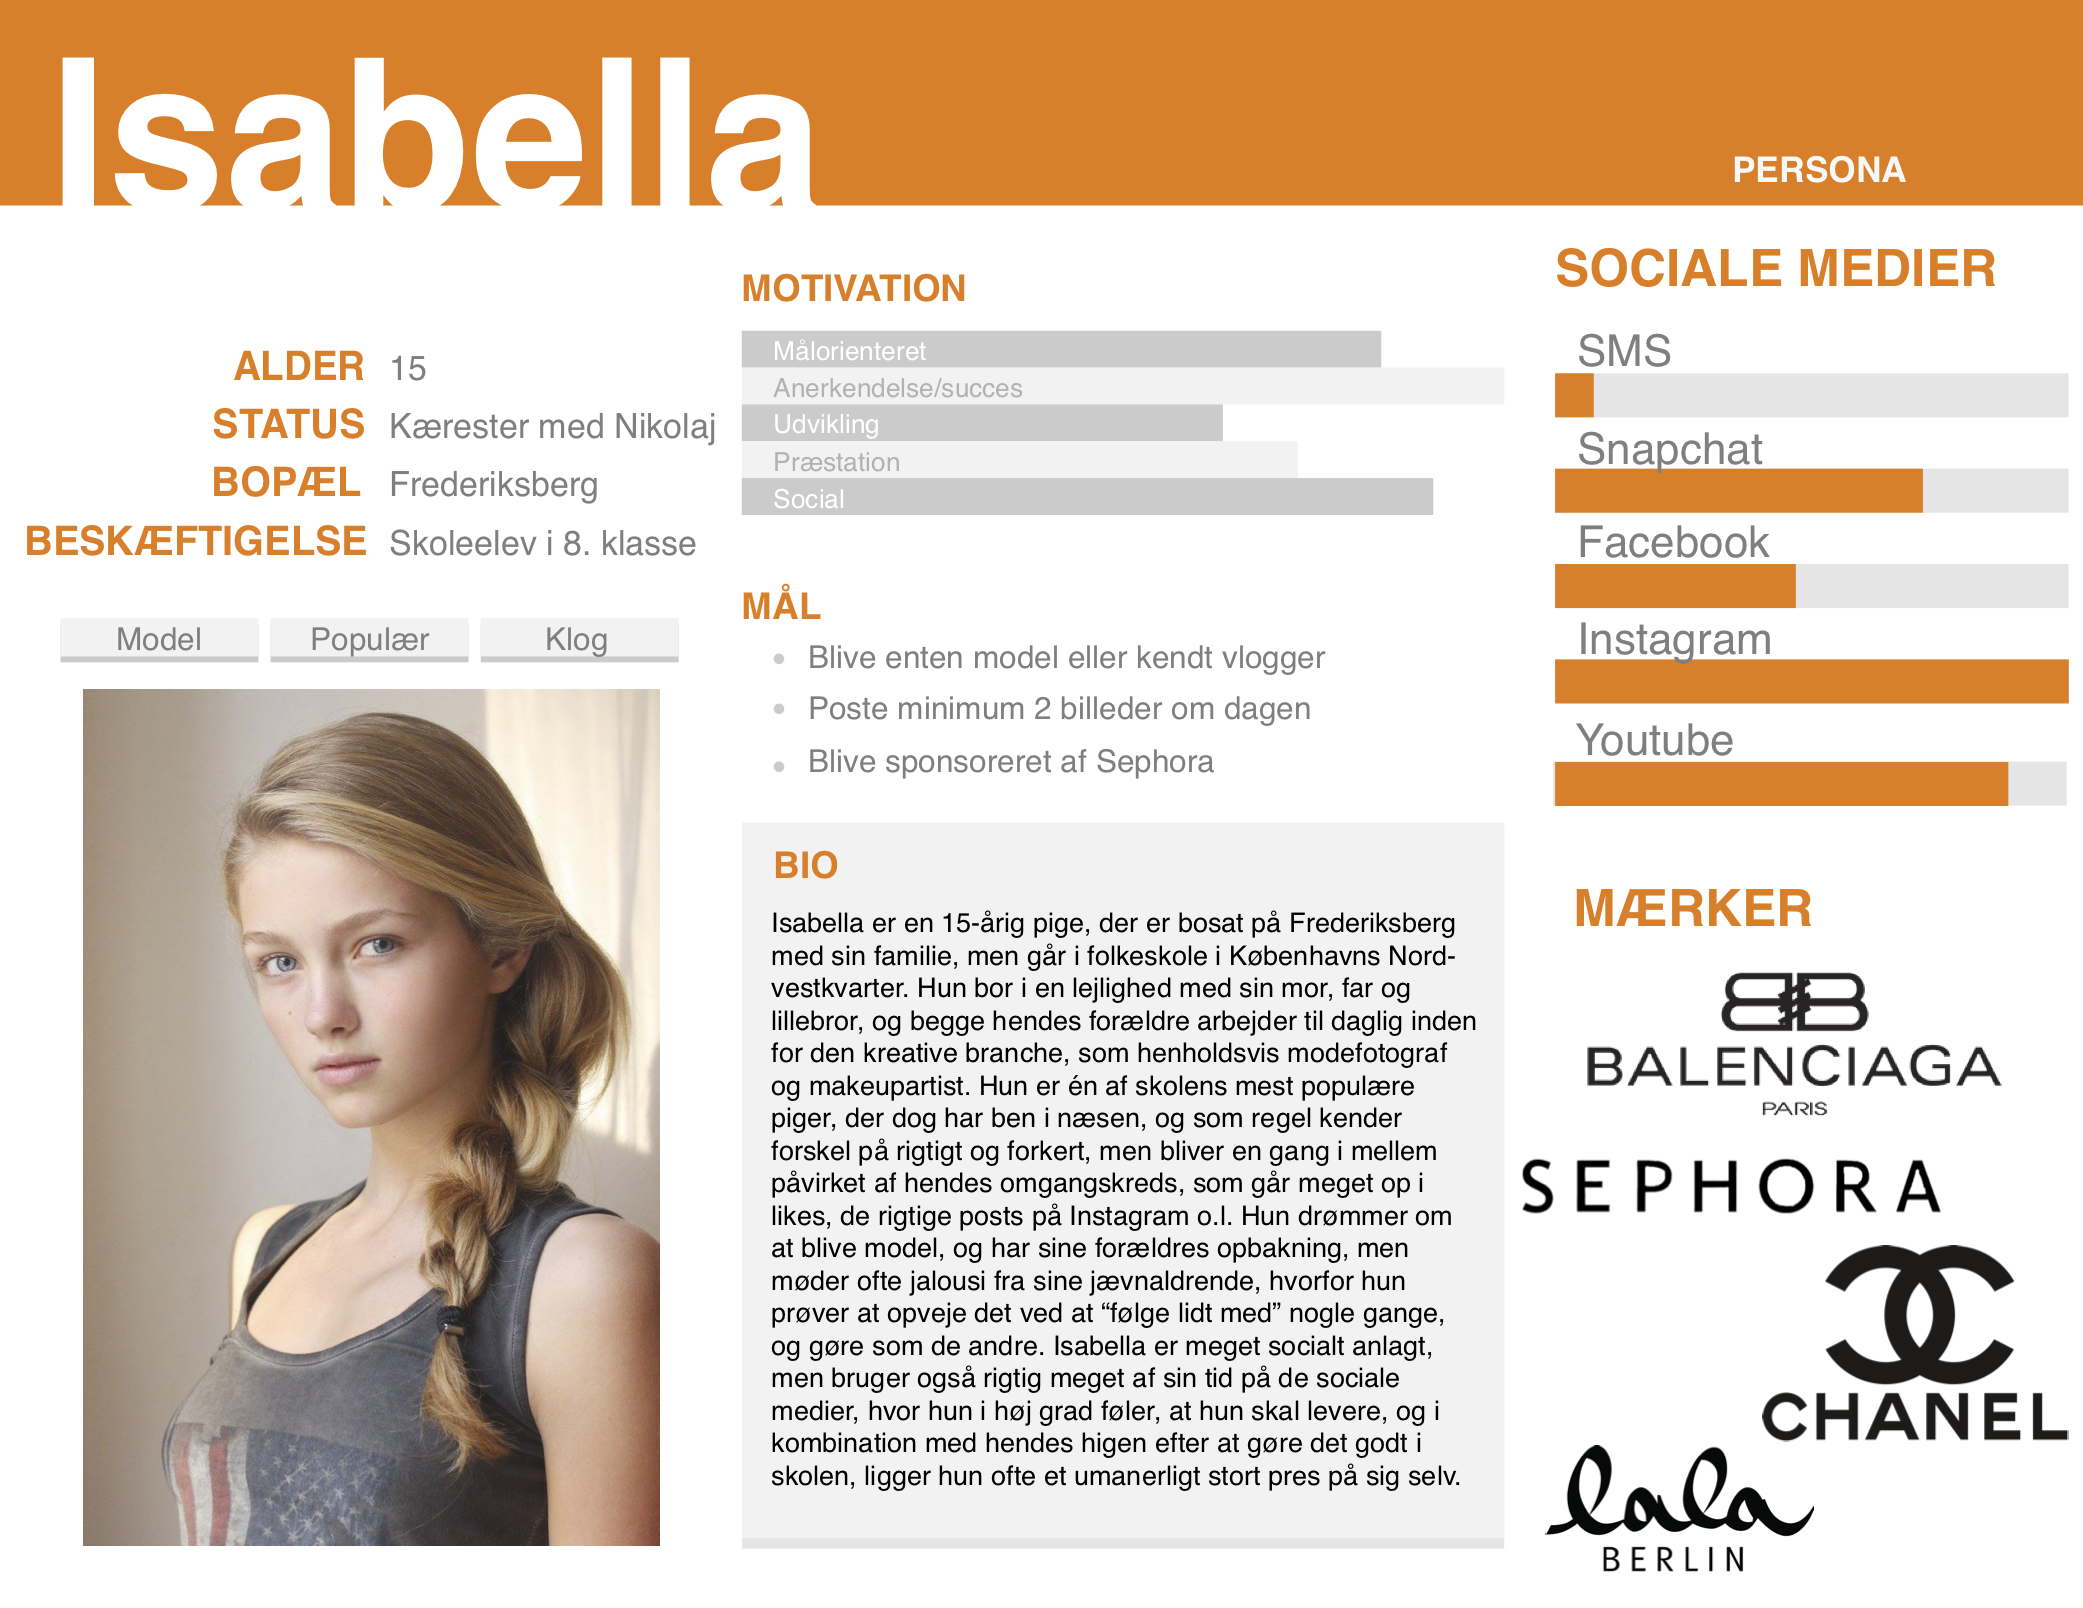 Isabella
PERSONA
ALDER 15
STATUS Kærester med Nikolaj
BOPÆL Frederiksberg
BESKÆFTIGELSE Skoleelev i 8. klasse
Model Populær Klog
MOTIVATION
Målorienteret
Anerkendelse/succes
Udvikling
Præstation
Social
MÅL
Blive enten model eller kendt vlogger
Poste minimum 2 billeder om dagen
Blive sponsoreret af Sephora
BIO
Isabella er en 15-årig pige, der er bosat på Frederiksberg
med sin familie, men går i folkeskole i Københavns Nord-
vestkvarter. Hun bor i en lejlighed med sin mor, far og
lillebror, og begge hendes forældre arbejder til daglig inden
for den kreative branche, som henholdsvis modefotograf
og makeupartist. Hun er én af skolens mest populære
piger, der dog har ben i næsen, og som regel kender
forskel på rigtigt og forkert, men bliver en gang i mellem
påvirket af hendes omgangskreds, som går meget op i
likes, de rigtige posts på Instagram o.l. Hun drømmer om
at blive model, og har sine forældres opbakning, men
møder ofte jalousi fra sine jævnaldrende, hvorfor hun
prøver at opveje det ved at “følge lidt med” nogle gange,
og gøre som de andre. Isabella er meget socialt anlagt,
men bruger også rigtig meget af sin tid på de sociale
medier, hvor hun i høj grad føler, at hun skal levere, og i
kombination med hendes higen efter at gøre det godt i
skolen, ligger hun ofte et umanerligt stort pres på sig selv.
SOCIALE MEDIER
SMS
Snapchat
Facebook
Instagram
Youtube
MÆRKER
BALENCIAGA
PARIS
SEPHORA
CHANEL
lala
BERLIN